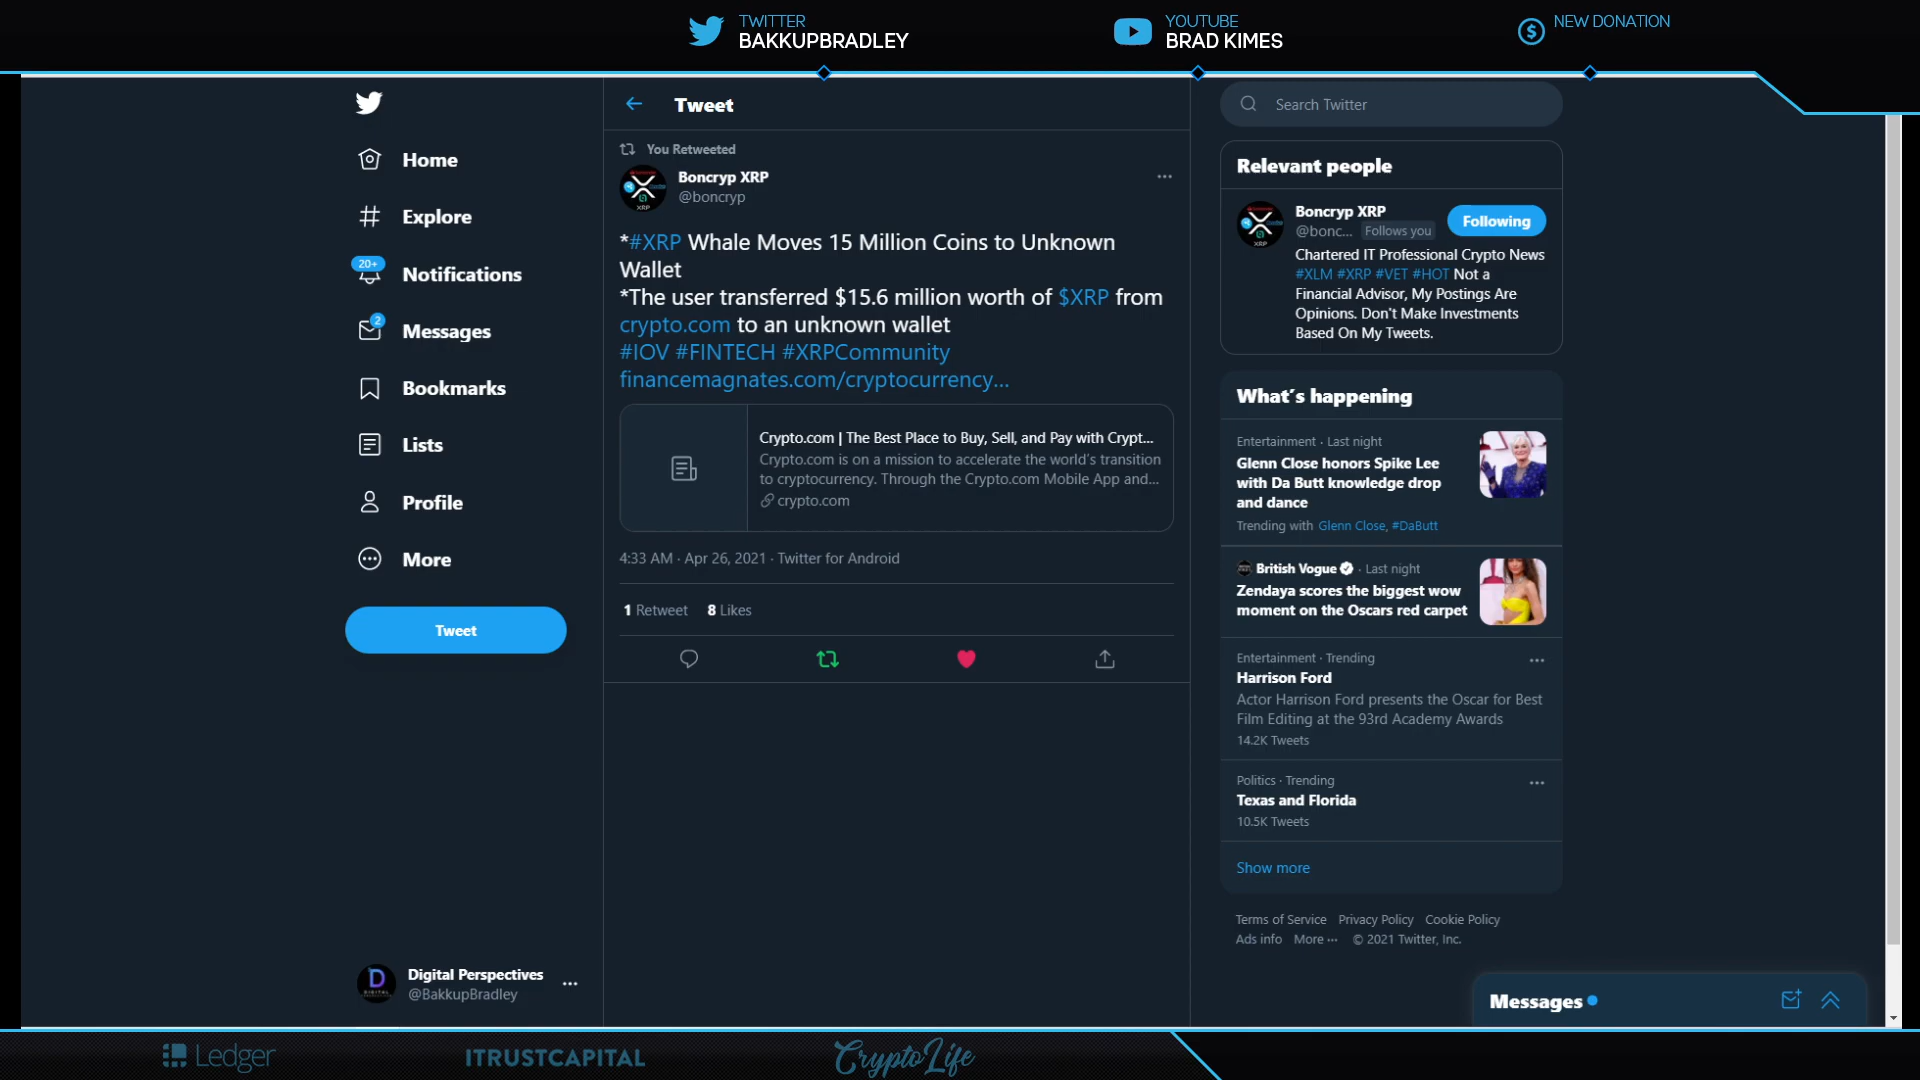 TWITTER
BAKKUPBRADLEY
YOUTUBE
BRAD KIMES
NEW DONATION
Home
Explore
20+
Notifications
2
Messages
Bookmarks
Lists
Profile
More
Tweet
Digital Perspectives
@BakkupBradley
Tweet
You Retweeted
Boncryp XRP
@boncryp
*#XRP Whale Moves 15 Million Coins to Unknown
Wallet
*The user transferred $15.6 million worth of $XRP from
crypto.com to an unknown wallet
#IOV #FINTECH #XRPCommunity
financemagnates.com/cryptocurrency...
Crypto.com | The Best Place to Buy, Sell, and Pay with Crypt...
Crypto.com is on a mission to accelerate the world's transition
to cryptocurrency. Through the Crypto.com Mobile App and...
crypto.com
4:33 AM · Apr 26, 2021 · Twitter for Android
1 Retweet 8 Likes
Search Twitter
Relevant people
Boncryp XRP
@bonc... Follows you
Following
Chartered IT Professional Crypto News
#XLM #XRP #VET #HOT Not a
Financial Advisor, My Postings Are
Opinions. Don't Make Investments
Based On My Tweets.
What's happening
Entertainment · Last night
Glenn Close honors Spike Lee
with Da Butt knowledge drop
and dance
Trending with Glenn Close, #DaButt
British Vogue · Last night
Zendaya scores the biggest wow
moment on the Oscars red carpet
Entertainment · Trending
Harrison Ford
Actor Harrison Ford presents the Oscar for Best
Film Editing at the 93rd Academy Awards
14.2K Tweets
Politics · Trending
Texas and Florida
10.5K Tweets
Show more
Terms of Service Privacy Policy Cookie Policy
Ads info More ··· © 2021 Twitter, Inc.
Messages
Ledger
ITRUSTCAPITAL
CryptoLife